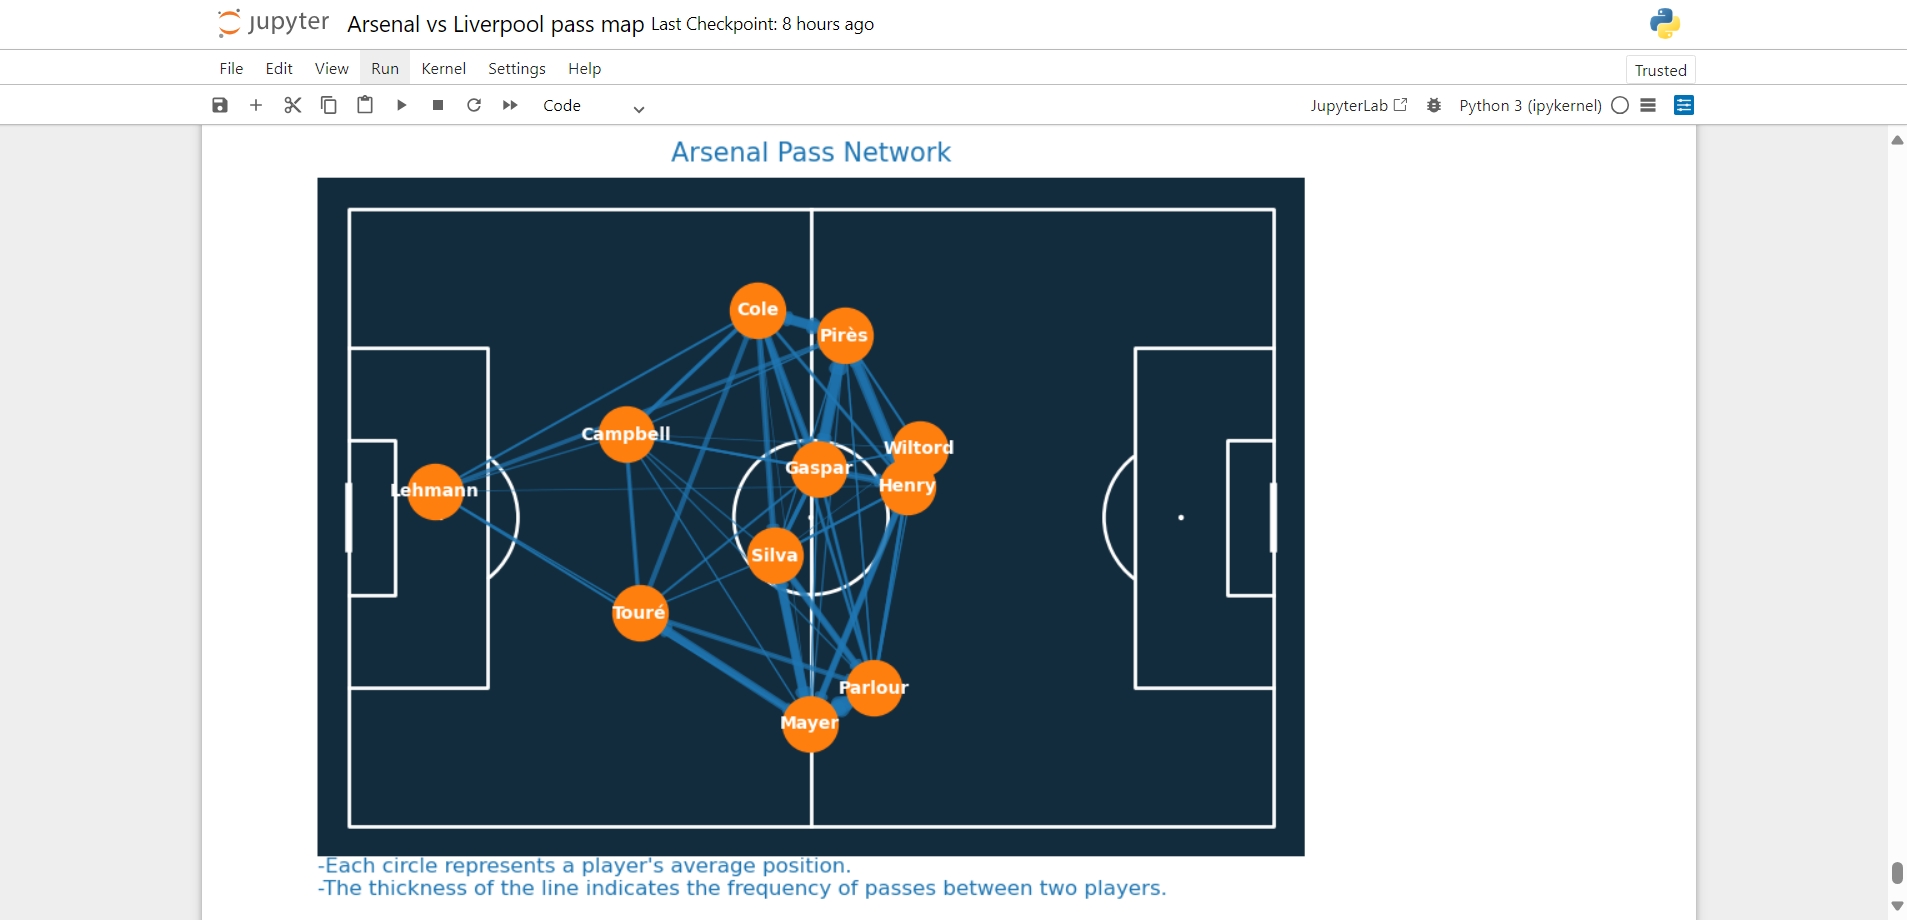 jupyter Arsenal vs Liverpool pass map Last Checkpoint: 8 hours ago
File Edit View Run Kernel Settings Help
Trusted
Code
JupyterLab
Python 3 (ipykernel)
Arsenal Pass Network
Cole
Pirès
Campbell
Wiltord
Gaspar
Henry
Lehmann
Silva
Touré
Parlour
Mayer
-Each circle represents a player's average position.
-The thickness of the line indicates the frequency of passes between two players.